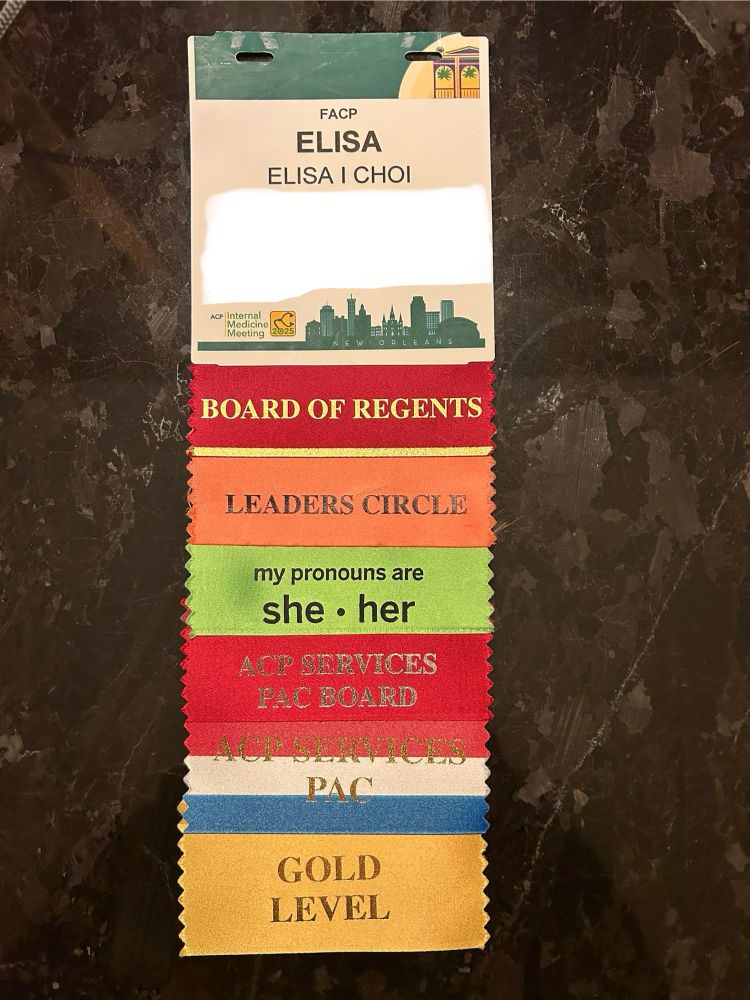 FACP
ELISA
ELISA I CHOI
ACP
Internal
Medicine
Meeting
2025
NEW ORLEANS
BOARD OF REGENTS
LEADERS CIRCLE
my pronouns are
she • her
ACP SERVICES
PAC BOARD
ACP SERVICES
PAC
GOLD
LEVEL